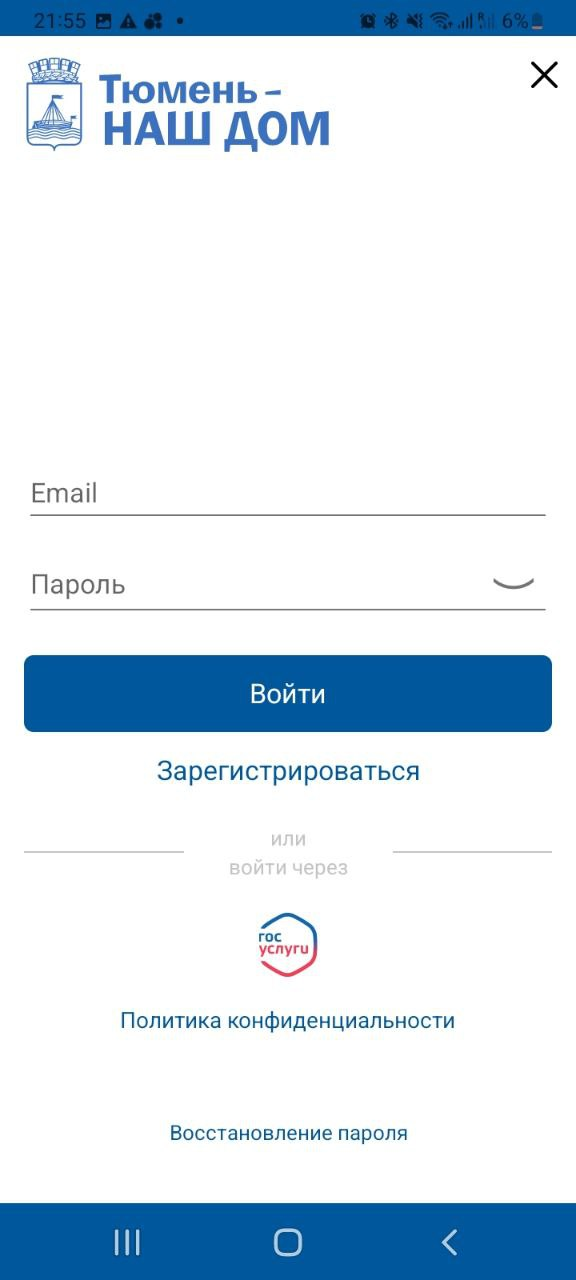 21:55
6%
Тюмень -
НАШ ДОМ
Email
Пароль
Войти
Зарегистрироваться
или
войти через
гос
услуги
Политика конфиденциальности
Восстановление пароля